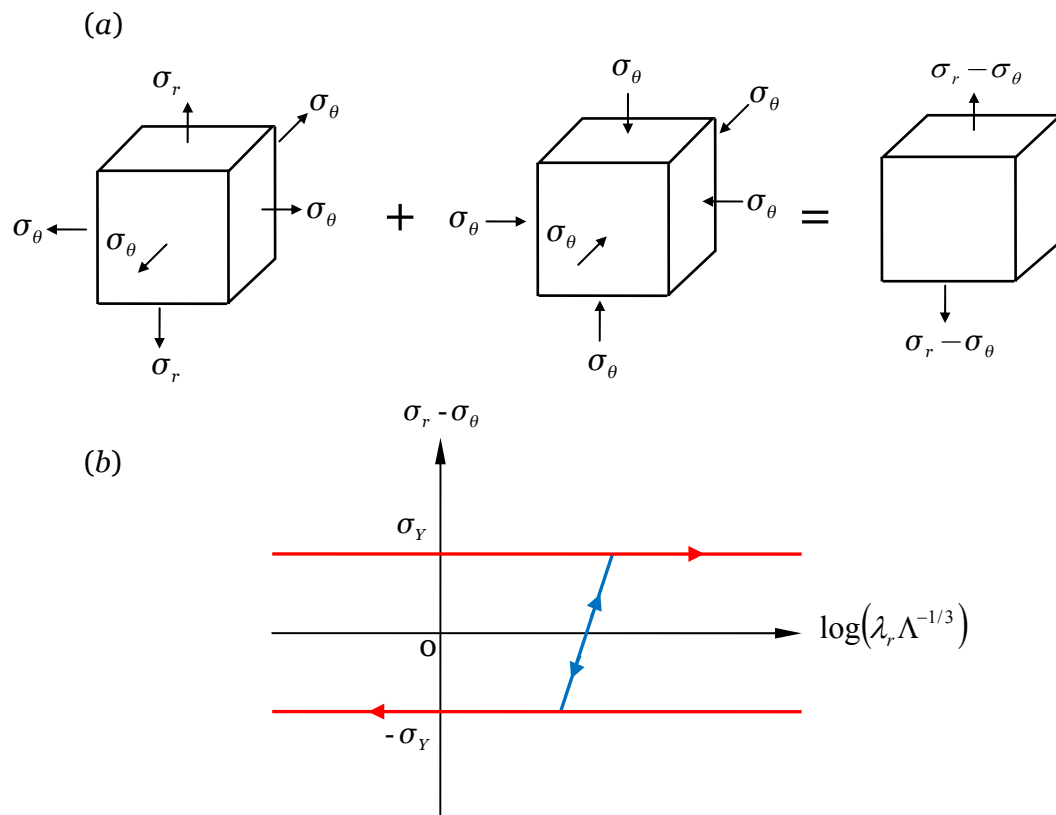 (a)
σ_r
σ_θ
σ_θ
σ_θ
σ_θ
σ_r
+
σ_θ
σ_θ
σ_θ
σ_θ
σ_θ
σ_θ
=
σ_r − σ_θ
σ_r − σ_θ
(b)
σ_r - σ_θ
σ_Y
O
log(λ_r Λ^{-1/3})
- σ_Y